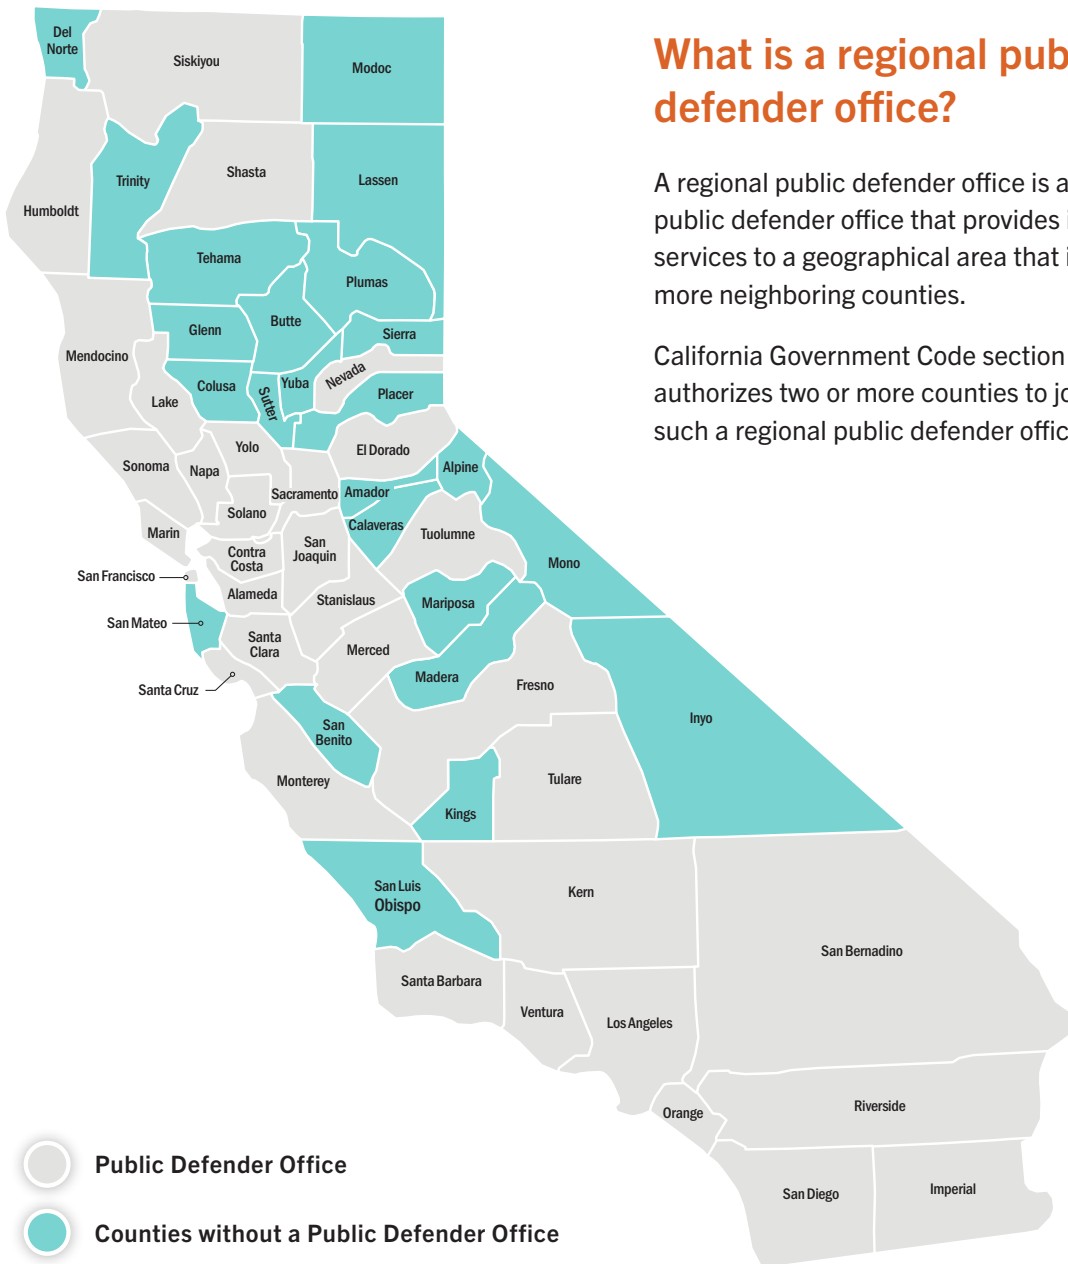 What is a regional pub
defender office?
A regional public defender office is a
public defender office that provides i
services to a geographical area that i
more neighboring counties.
California Government Code section
authorizes two or more counties to jo
such a regional public defender offic
Del
Norte
Siskiyou
Modoc
Trinity
Shasta
Lassen
Humboldt
Tehama
Plumas
Glenn
Butte
Sierra
Mendocino
Nevada
Colusa
Sutter
Yuba
Placer
Lake
Yolo
El Dorado
Sonoma
Napa
Alpine
Sacramento
Amador
Solano
Calaveras
Marin
Tuolumne
San
Joaquin
Contra
Costa
Mono
San Francisco
Alameda
Stanislaus
Mariposa
San Mateo
Santa
Clara
Merced
Madera
Fresno
Santa Cruz
Inyo
San
Benito
Monterey
Tulare
Kings
San Luis
Obispo
Kern
San Bernadino
Santa Barbara
Ventura
Los Angeles
Orange
Riverside
San Diego
Imperial
Public Defender Office
Counties without a Public Defender Office